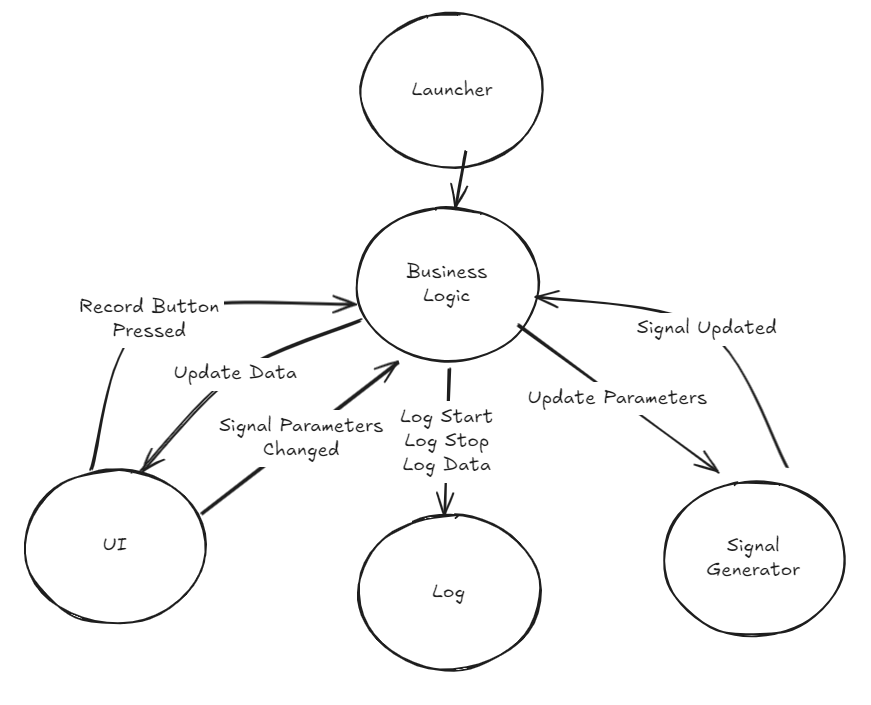 Launcher
Business
Logic
Record Button
Pressed
Signal Updated
Update Data
Update Parameters
Signal Parameters
Changed
Log Start
Log Stop
Log Data
UI
Signal
Generator
Log